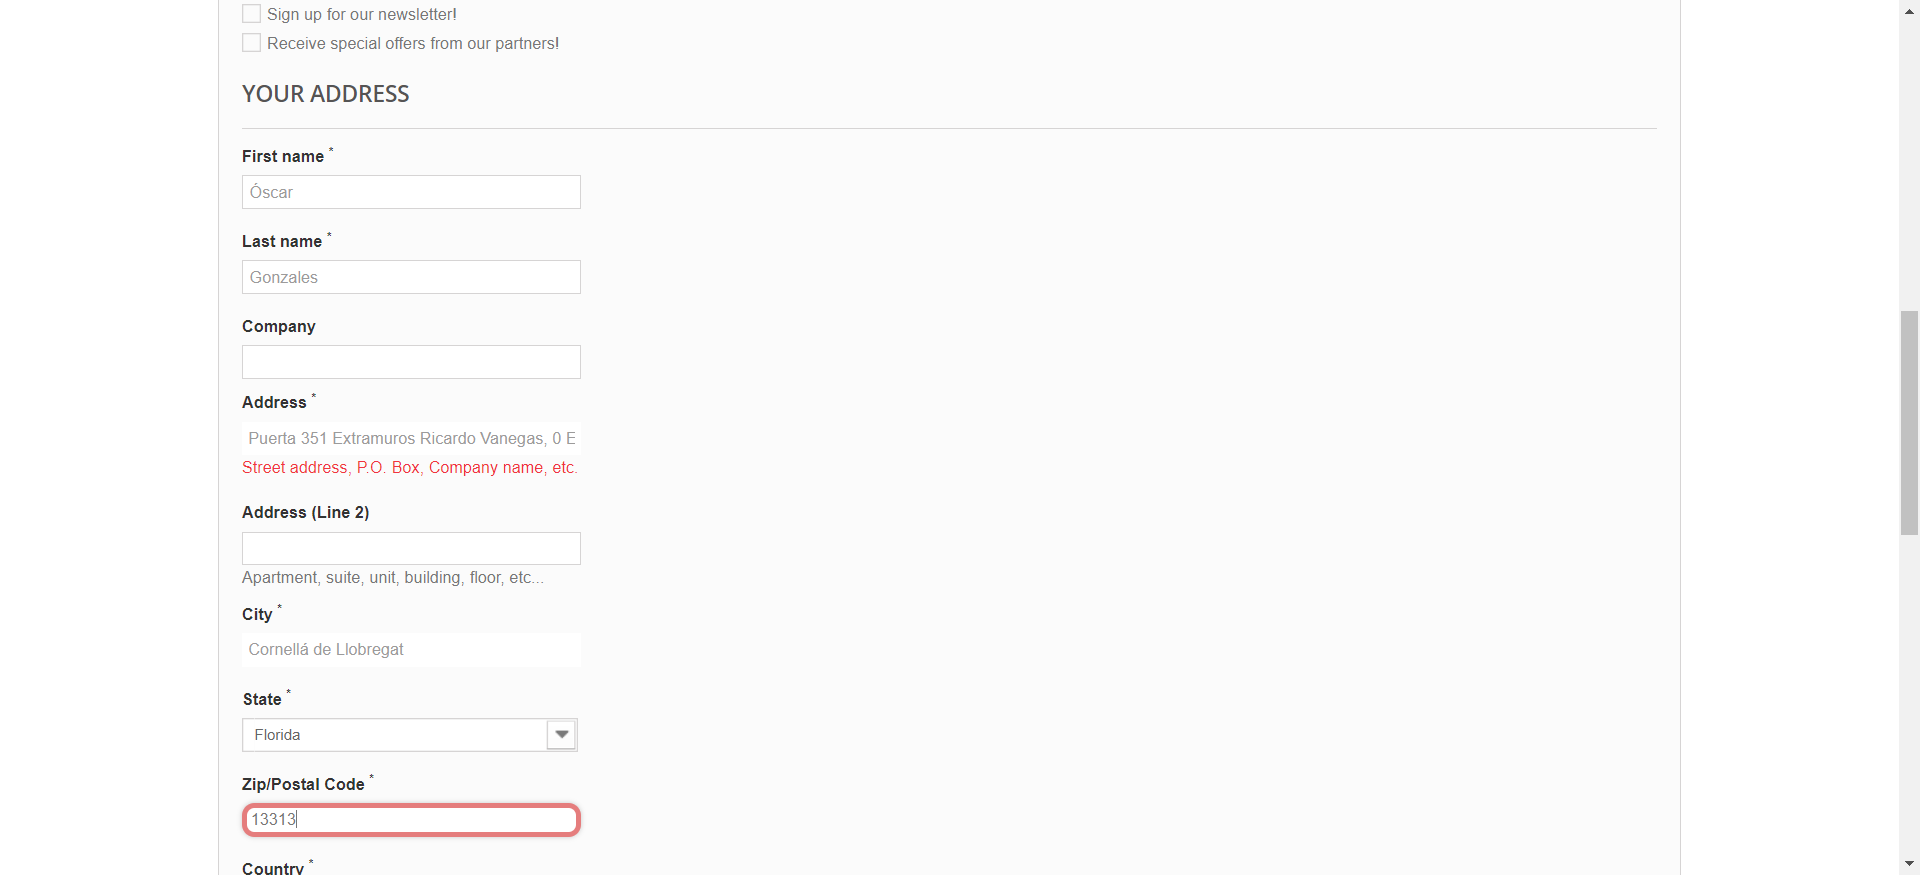 Sign up for our newsletter!
Receive special offers from our partners!
YOUR ADDRESS
First name *
Óscar
Last name *
Gonzales
Company
Address *
Puerta 351 Extramuros Ricardo Vanegas, 0 E
Street address, P.O. Box, Company name, etc.
Address (Line 2)
Apartment, suite, unit, building, floor, etc...
City *
Cornellá de Llobregat
State *
Florida
Zip/Postal Code *
13313
Country *